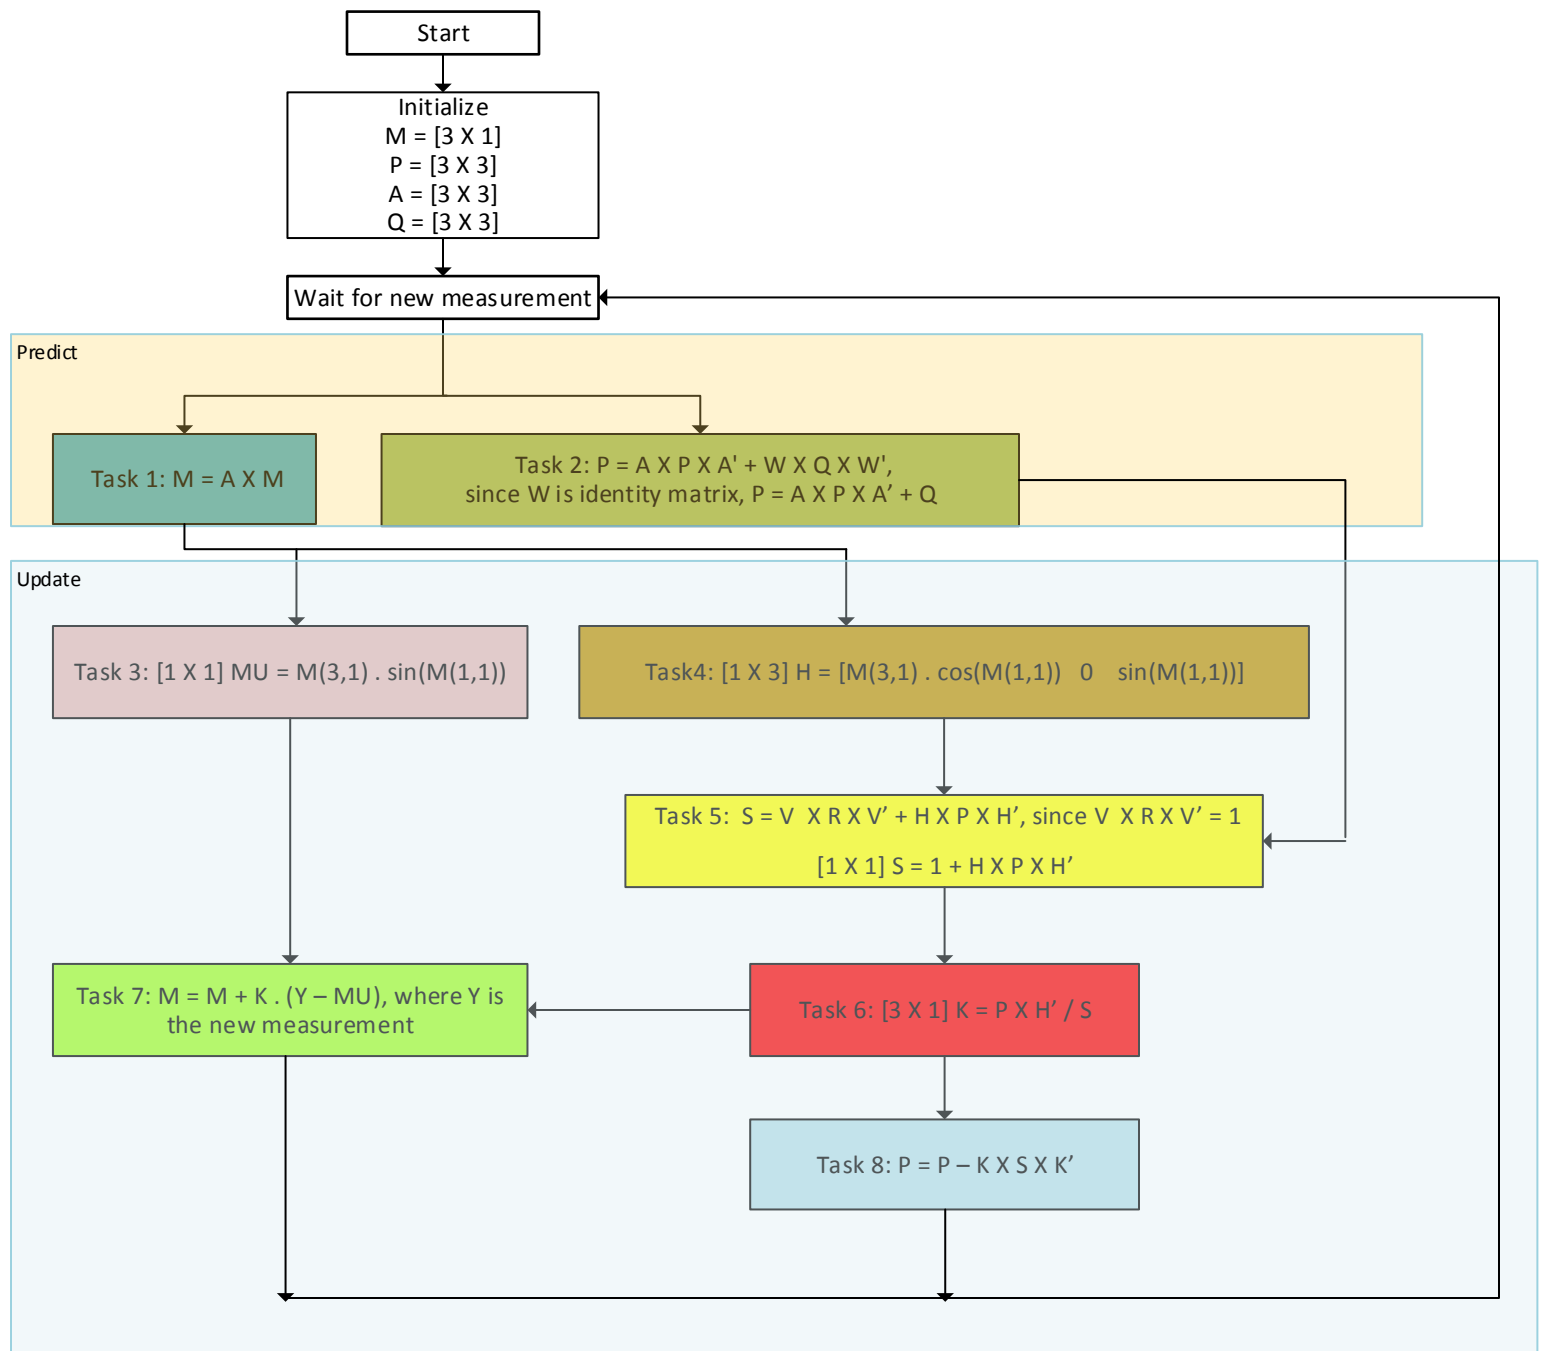 Start
Initialize
M = [3 X 1]
P = [3 X 3]
A = [3 X 3]
Q = [3 X 3]
Wait for new measurement
Predict
Task 1: M = A X M
Task 2: P = A X P X A' + W X Q X W',
since W is identity matrix, P = A X P X A’ + Q
Update
Task 3: [1 X 1] MU = M(3,1) . sin(M(1,1))
Task4: [1 X 3] H = [M(3,1) . cos(M(1,1))   0    sin(M(1,1))]
Task 5:  S = V  X R X V’ + H X P X H’, since V  X R X V’ = 1
[1 X 1] S = 1 + H X P X H’
Task 7: M = M + K . (Y – MU), where Y is
the new measurement
Task 6: [3 X 1] K = P X H’ / S
Task 8: P = P – K X S X K’